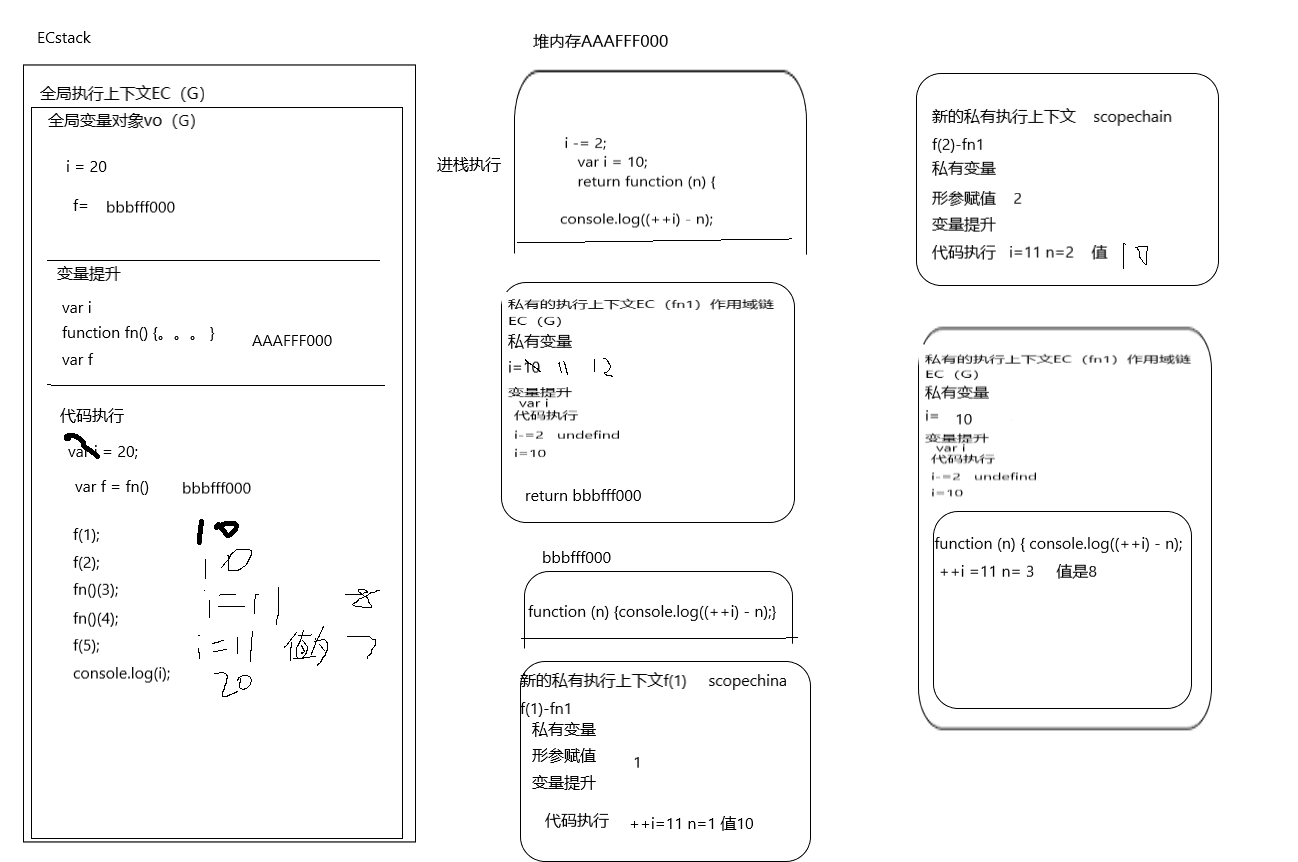 ECstack
全局执行上下文EC（G）
全局变量对象vo（G）
i = 20
f= bbbfff000
变量提升
var i
function fn() {。。。 } AAAFFF000
var f
代码执行
var i = 20;
var f = fn() bbbfff000
f(1); 10
f(2); 10
fn()(3); i=11 8
fn()(4);
f(5); i=11 值为 7
console.log(i); 20
堆内存AAAFFF000
进栈执行
i -= 2;
var i = 10;
return function (n) {
console.log((++i) - n);
私有的执行上下文EC（fn1）作用域链
EC（G）
私有变量
i=10 11 12
变量提升
var i
代码执行
i-=2 undefind
i=10
return bbbfff000
bbbfff000
function (n) {console.log((++i) - n);}
新的私有执行上下文f(1) scopechina
f(1)-fn1
私有变量
形参赋值 1
变量提升
代码执行 ++i=11 n=1 值10
新的私有执行上下文 scopechain
f(2)-fn1
私有变量
形参赋值 2
变量提升
代码执行 i=11 n=2 值 10
私有的执行上下文EC（fn1）作用域链
EC（G）
私有变量
i= 10
变量提升
var i
代码执行
i-=2 undefind
i=10
function (n) { console.log((++i) - n);
++i =11 n= 3 值是8